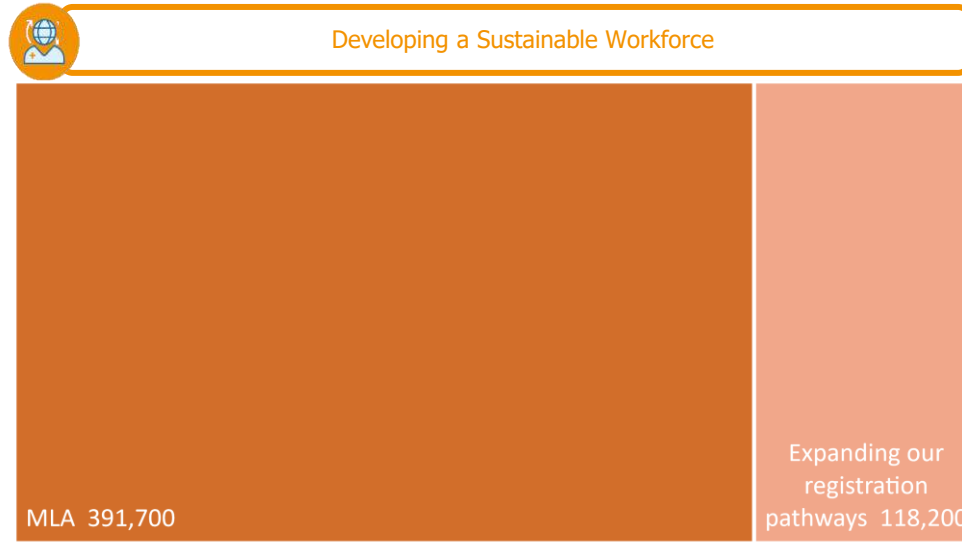 Developing a Sustainable Workforce
Expanding our
registration
MLA 391,700
pathways 118,200